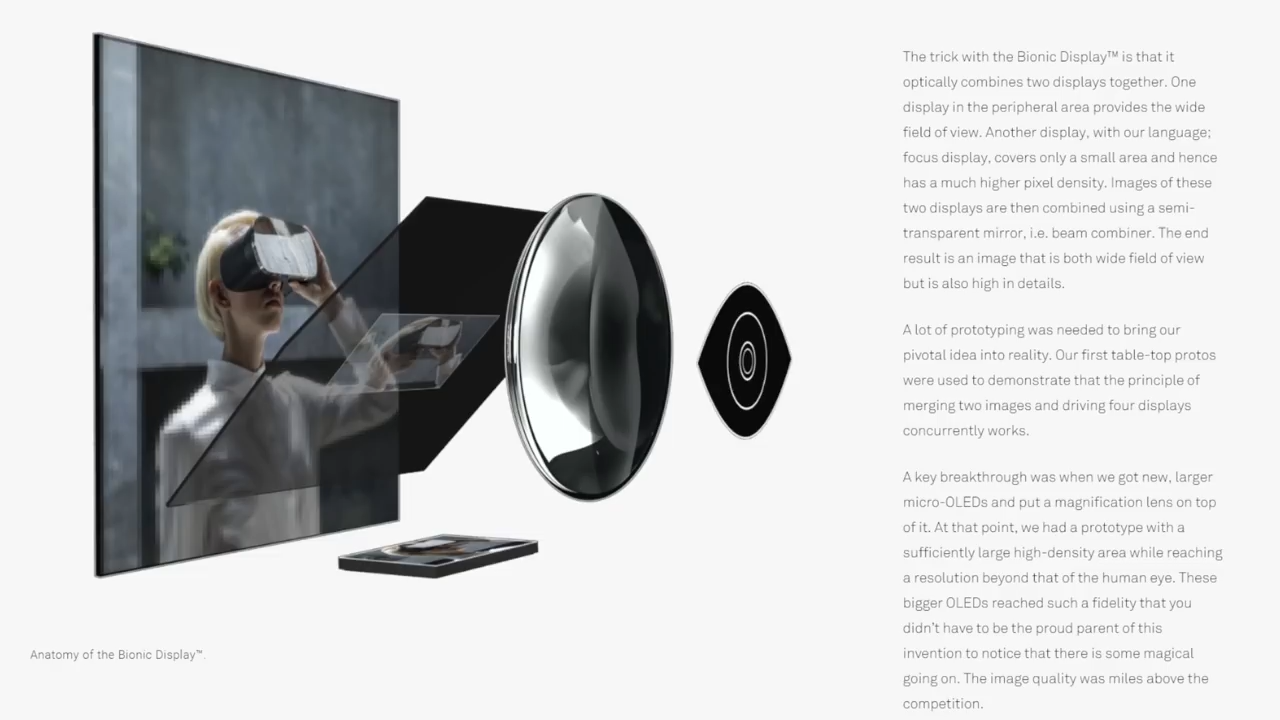 The trick with the Bionic Display™ is that it
optically combines two displays together. One
display in the peripheral area provides the wide
field of view. Another display, with our language;
focus display, covers only a small area and hence
has a much higher pixel density. Images of these
two displays are then combined using a semi-
transparent mirror, i.e. beam combiner. The end
result is an image that is both wide field of view
but is also high in details.
A lot of prototyping was needed to bring our
pivotal idea into reality. Our first table-top protos
were used to demonstrate that the principle of
merging two images and driving four displays
concurrently works.
A key breakthrough was when we got new, larger
micro-OLEDs and put a magnification lens on top
of it. At that point, we had a prototype with a
sufficiently large high-density area while reaching
a resolution beyond that of the human eye. These
bigger OLEDs reached such a fidelity that you
didn't have to be the proud parent of this
invention to notice that there is some magical
going on. The image quality was miles above the
competition.
Anatomy of the Bionic Display™.